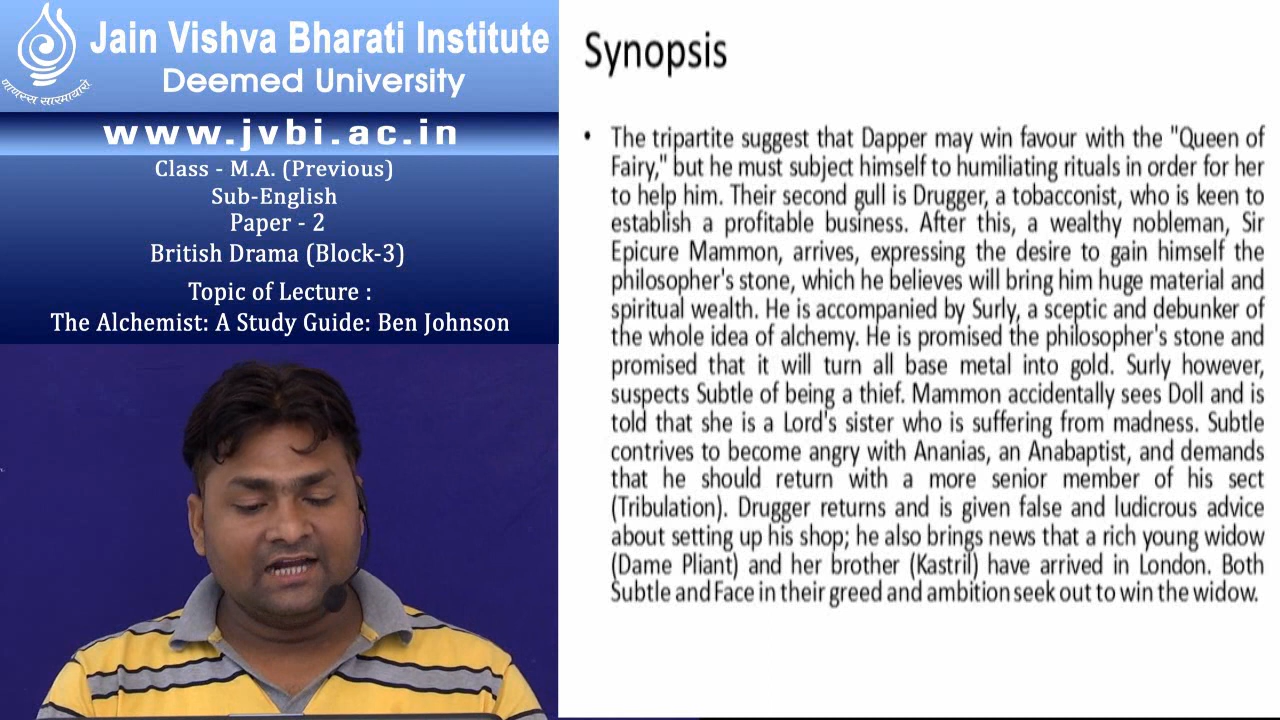 Jain Vishva Bharati Institute
Deemed University
णाणस्स सारमायारो
www.jvbi.ac.in
Class - M.A. (Previous)
Sub-English
Paper - 2
British Drama (Block-3)
Topic of Lecture :
The Alchemist: A Study Guide: Ben Johnson
Synopsis
• The tripartite suggest that Dapper may win favour with the "Queen of
Fairy," but he must subject himself to humiliating rituals in order for her
to help him. Their second gull is Drugger, a tobacconist, who is keen to
establish a profitable business. After this, a wealthy nobleman, Sir
Epicure Mammon, arrives, expressing the desire to gain himself the
philosopher's stone, which he believes will bring him huge material and
spiritual wealth. He is accompanied by Surly, a sceptic and debunker of
the whole idea of alchemy. He is promised the philosopher's stone and
promised that it will turn all base metal into gold. Surly however,
suspects Subtle of being a thief. Mammon accidentally sees Doll and is
told that she is a Lord's sister who is suffering from madness. Subtle
contrives to become angry with Ananias, an Anabaptist, and demands
that he should return with a more senior member of his sect
(Tribulation). Drugger returns and is given false and ludicrous advice
about setting up his shop; he also brings news that a rich young widow
(Dame Pliant) and her brother (Kastril) have arrived in London. Both
Subtle and Face in their greed and ambition seek out to win the widow.